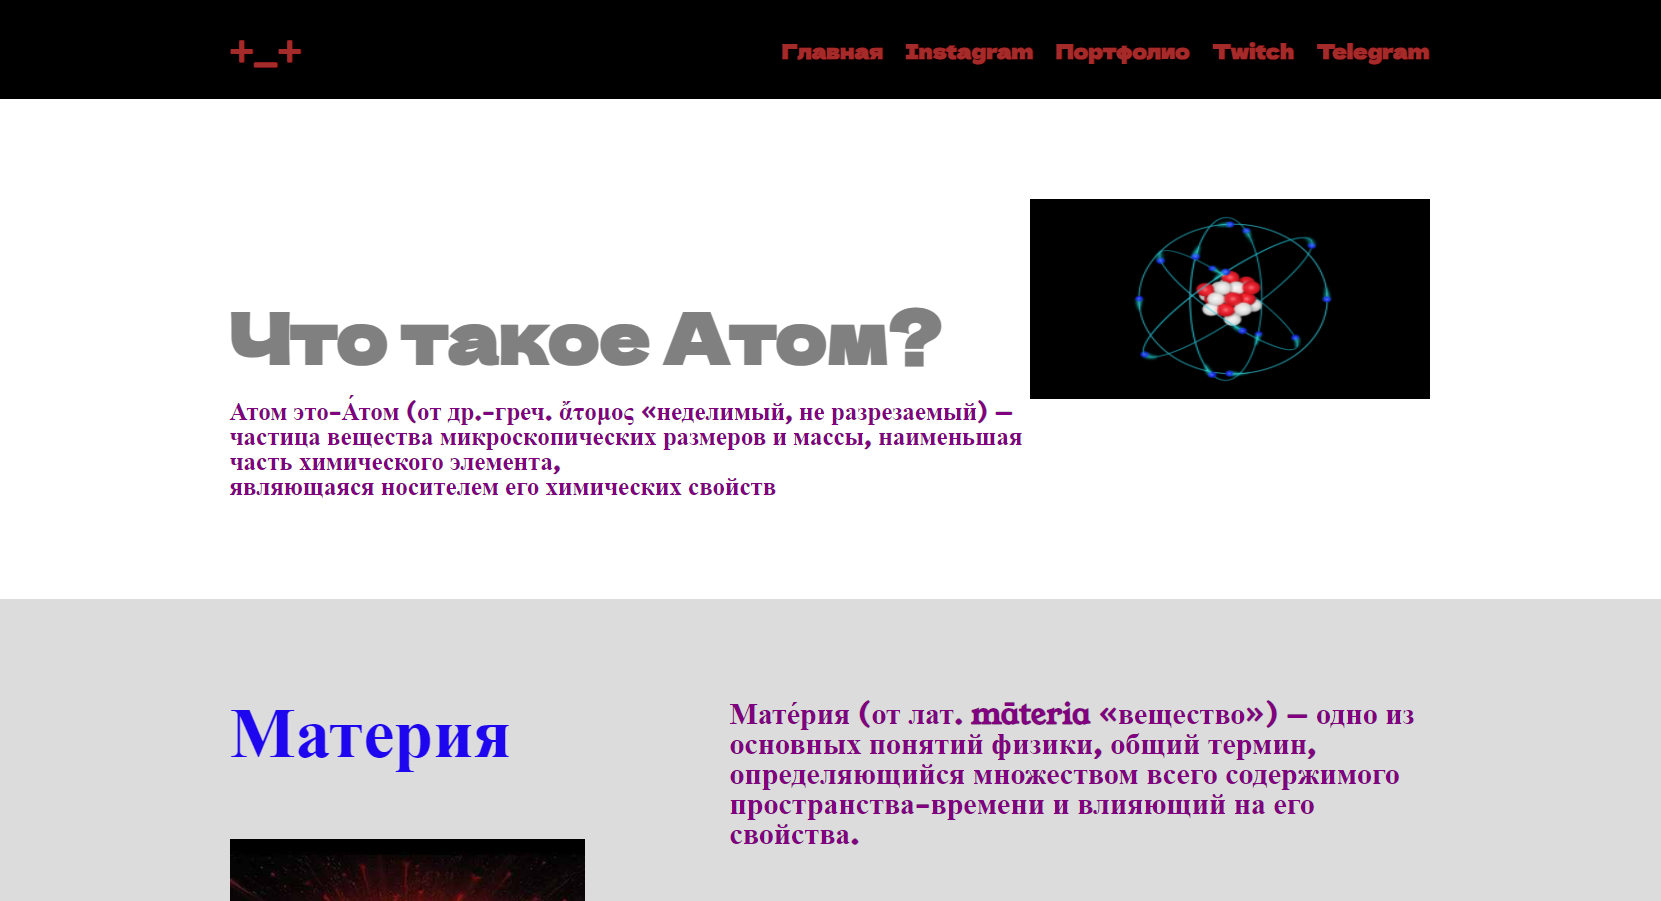 +_+
Главная Instagram Портфолио Twitch Telegram
Что такое Атом?
Атом это-А́том (от др.-греч. ἄτομος «неделимый, не разрезаемый) —
частица вещества микроскопических размеров и массы, наименьшая
часть химического элемента,
являющаяся носителем его химических свойств
Материя
Мате́рия (от лат. māteria «вещество») — одно из
основных понятий физики, общий термин,
определяющийся множеством всего содержимого
пространства-времени и влияющий на его
свойства.